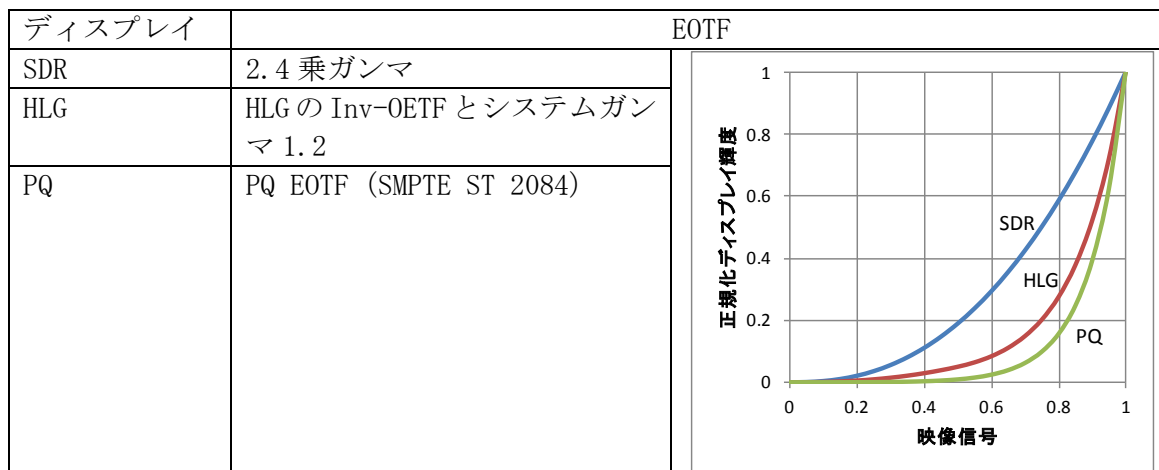 ディスプレイ EOTF
SDR 2.4乗ガンマ
HLG HLGのInv-OETFとシステムガン
マ1.2
PQ PQ EOTF (SMPTE ST 2084)
正規化ディスプレイ輝度
1
0.8
0.6
0.4
0.2
0
SDR
HLG
PQ
0 0.2 0.4 0.6 0.8 1
映像信号